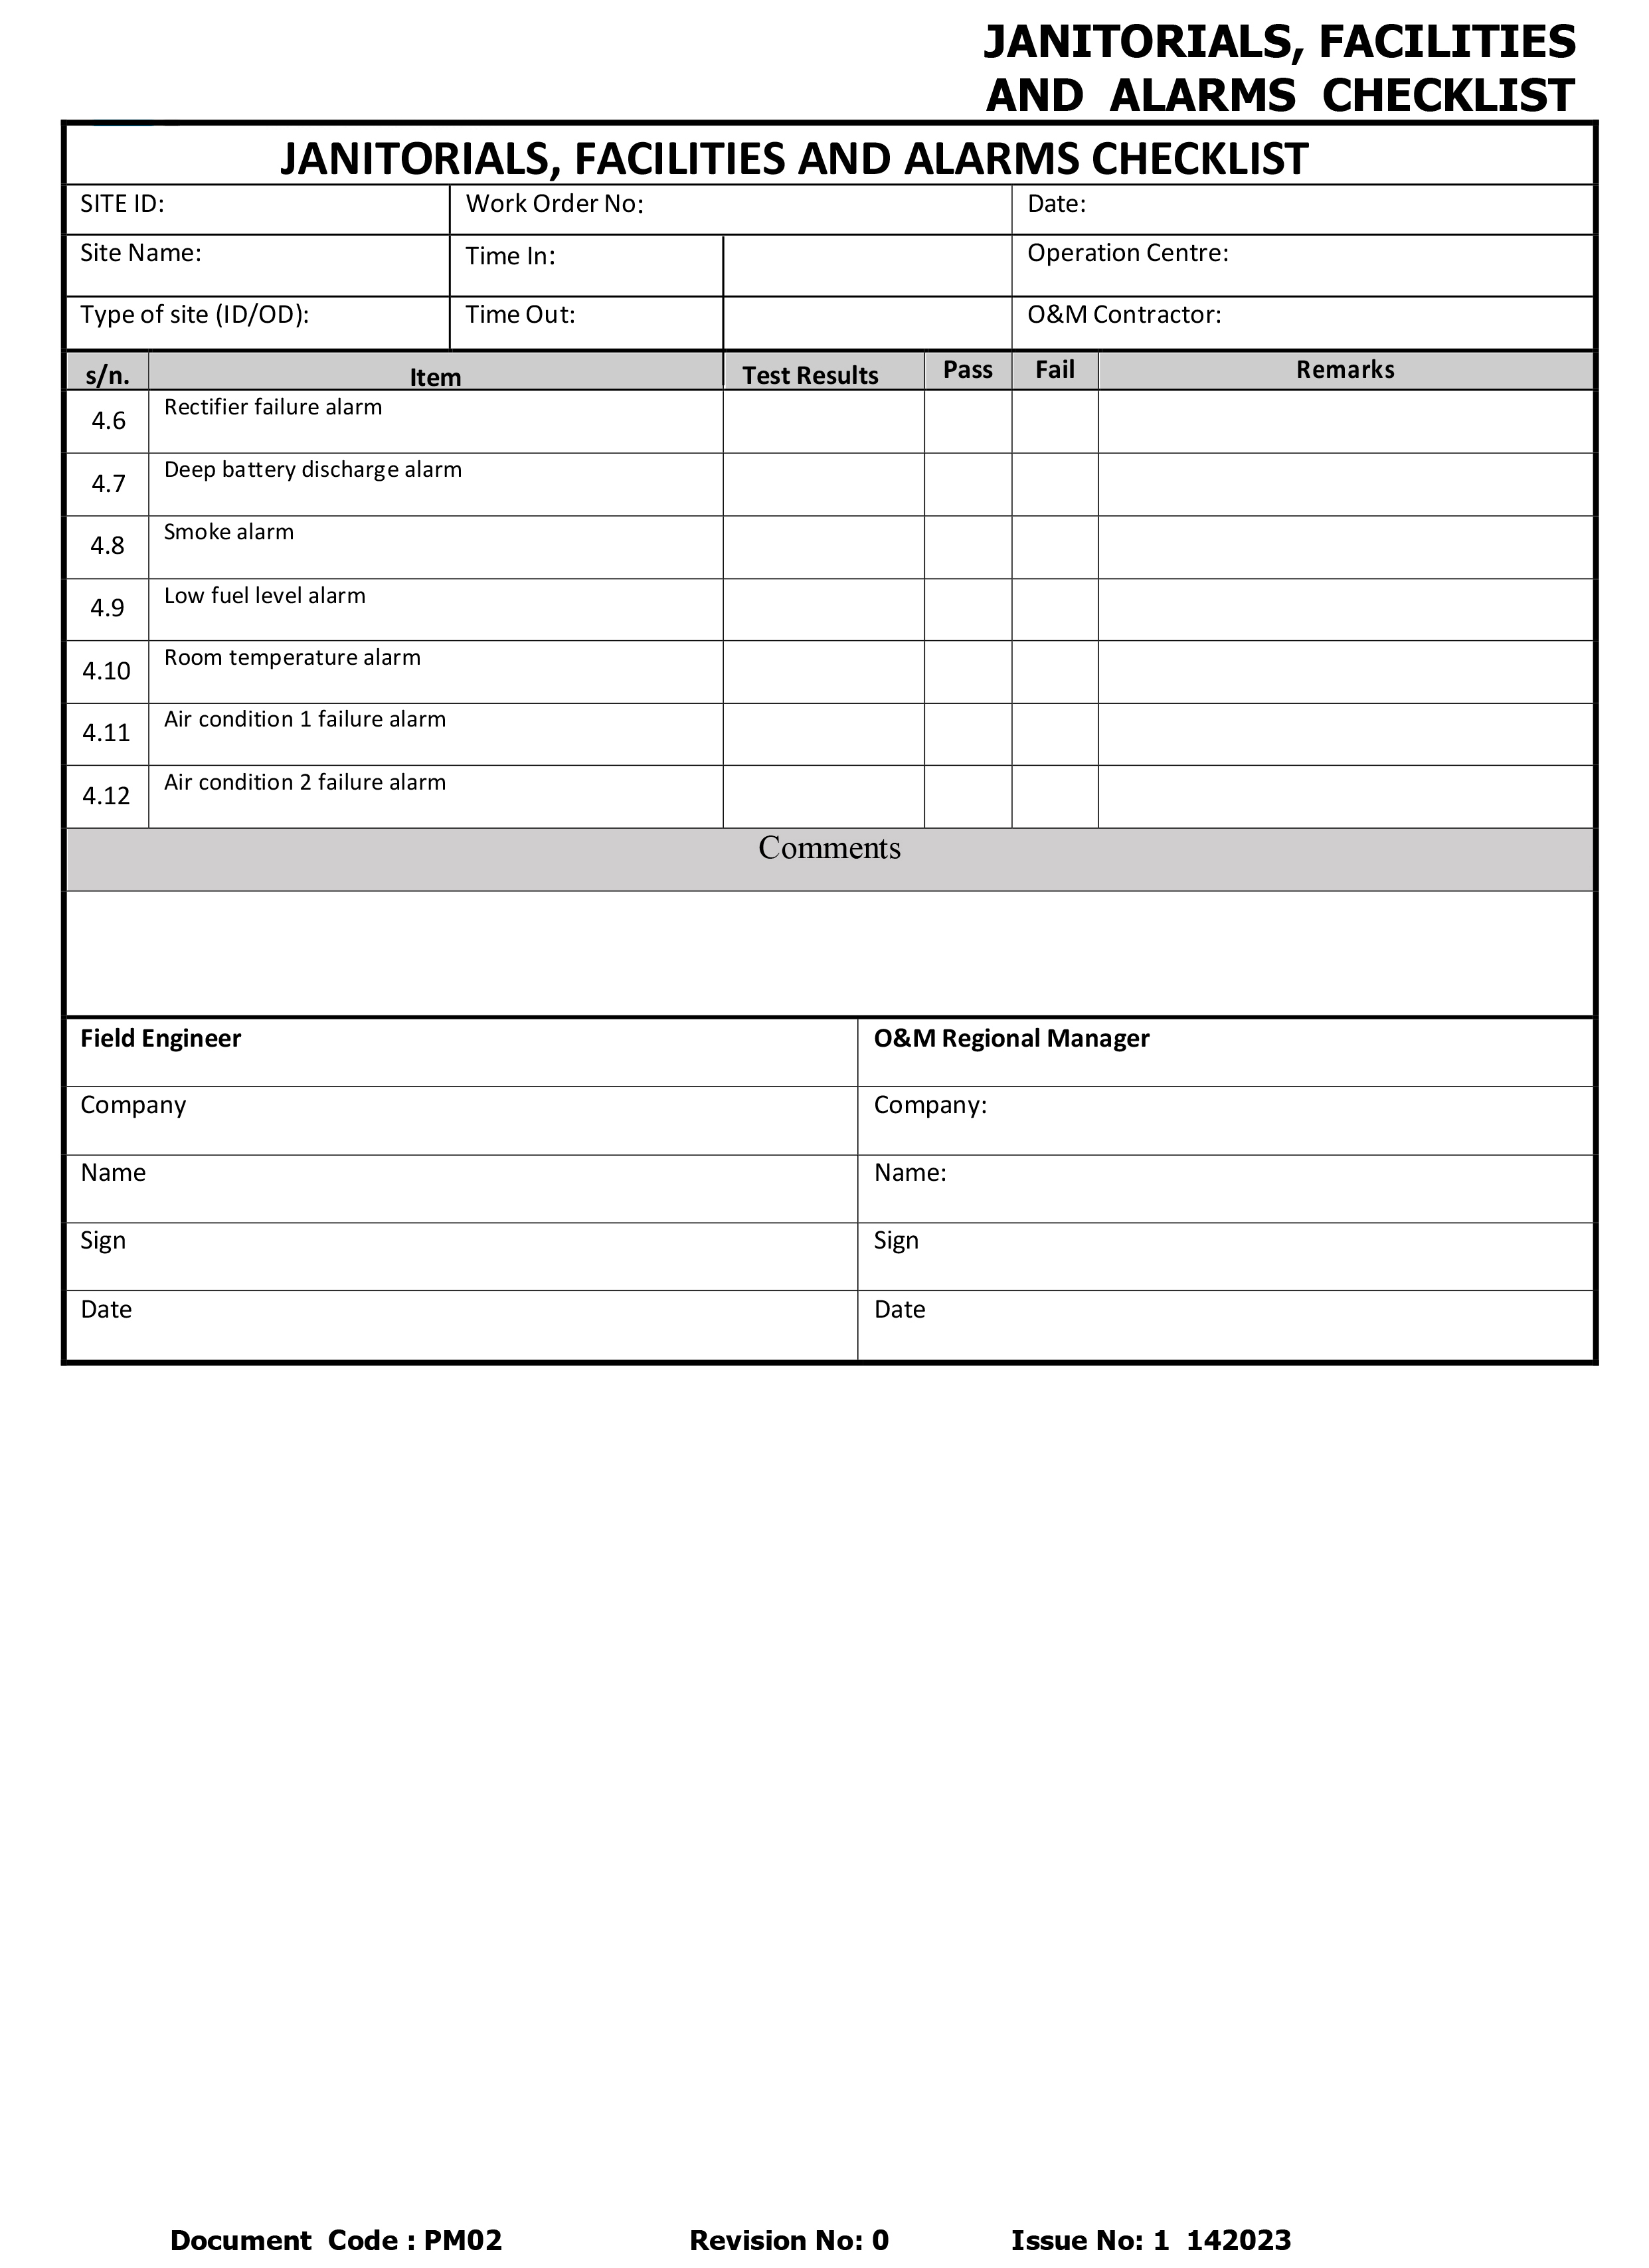 JANITORIALS, FACILITIES
AND ALARMS CHECKLIST
JANITORIALS, FACILITIES AND ALARMS CHECKLIST
SITE ID: Work Order No: Date:
Site Name: Time In: Operation Centre:
Type of site (ID/OD): Time Out: O&M Contractor:
s/n. Item Test Results Pass Fail Remarks
4.6 Rectifier failure alarm
4.7 Deep battery discharge alarm
4.8 Smoke alarm
4.9 Low fuel level alarm
4.10 Room temperature alarm
4.11 Air condition 1 failure alarm
4.12 Air condition 2 failure alarm
Comments
Field Engineer O&M Regional Manager
Company Company:
Name Name:
Sign Sign
Date Date
Document Code : PM02 Revision No: 0 Issue No: 1 142023